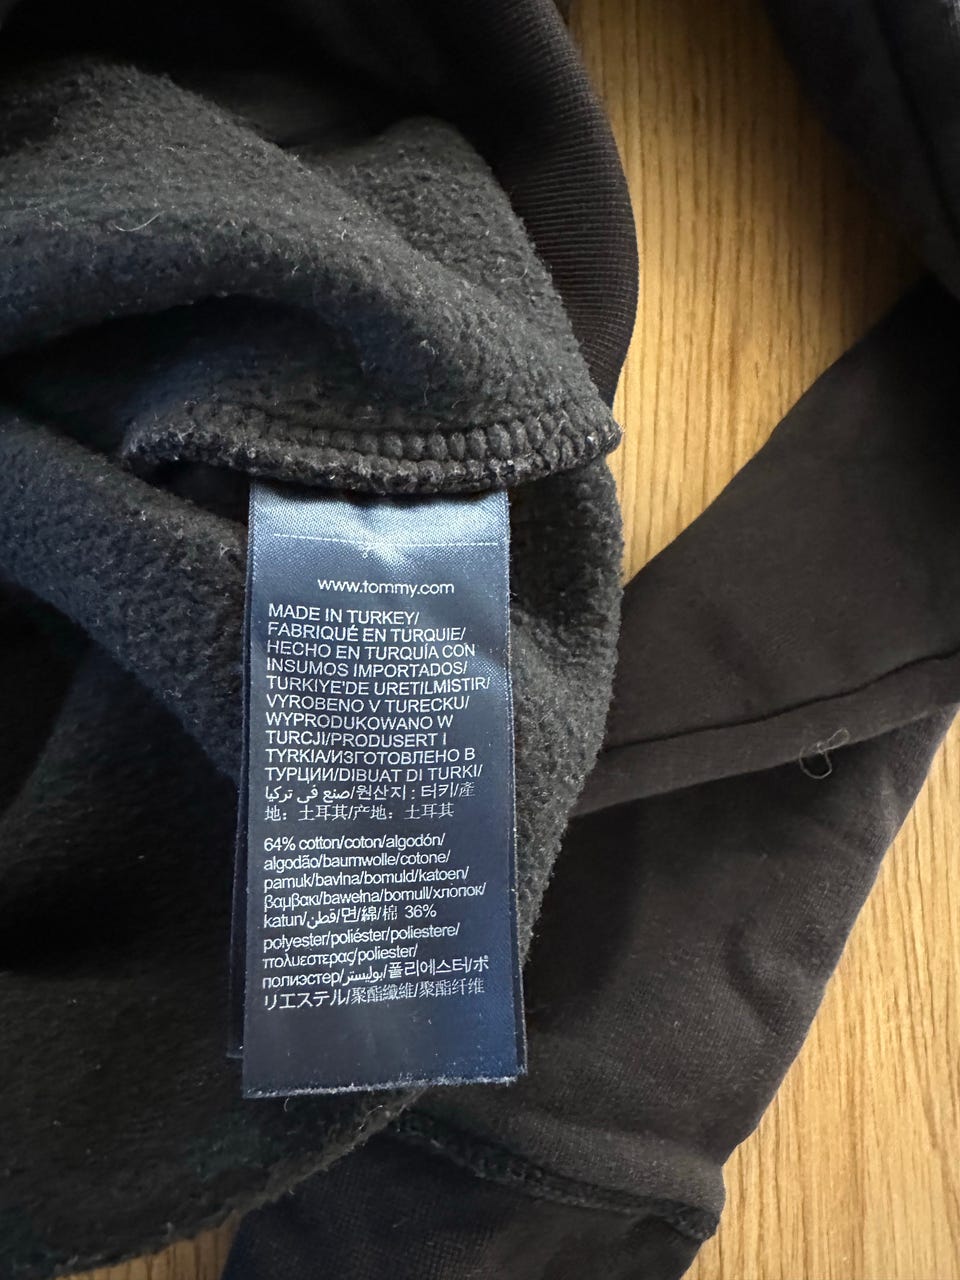 www.tommy.com
MADE IN TURKEY/
FABRIQUÉ EN TURQUIE/
HECHO EN TURQUÍA CON
INSUMOS IMPORTADOS/
TURKIYE'DE URETILMISTIR/
VYROBENO V TURECKU/
WYPRODUKOWANO W
TURCJI/PRODUSERT I
TYRKIA/ИЗГОТОВЛЕНО В
ТУРЦИИ/DIBUAT DI TURKI/
صنع في تركيا/원산지 : 터키/產
地：土耳其/产地：土耳其
64% cotton/coton/algodón/
algodão/baumwolle/cotone/
pamuk/bavlna/bomuld/katoen/
βαμβακι/bawełna/bomull/хлопок/
katun/قطن/면/綿/棉 36%
polyester/poliéster/poliestere/
πολυεστερας/poliester/
полиэстер/بوليستر/폴리에스터/ポ
リエステル/聚酯纖維/聚酯纤维